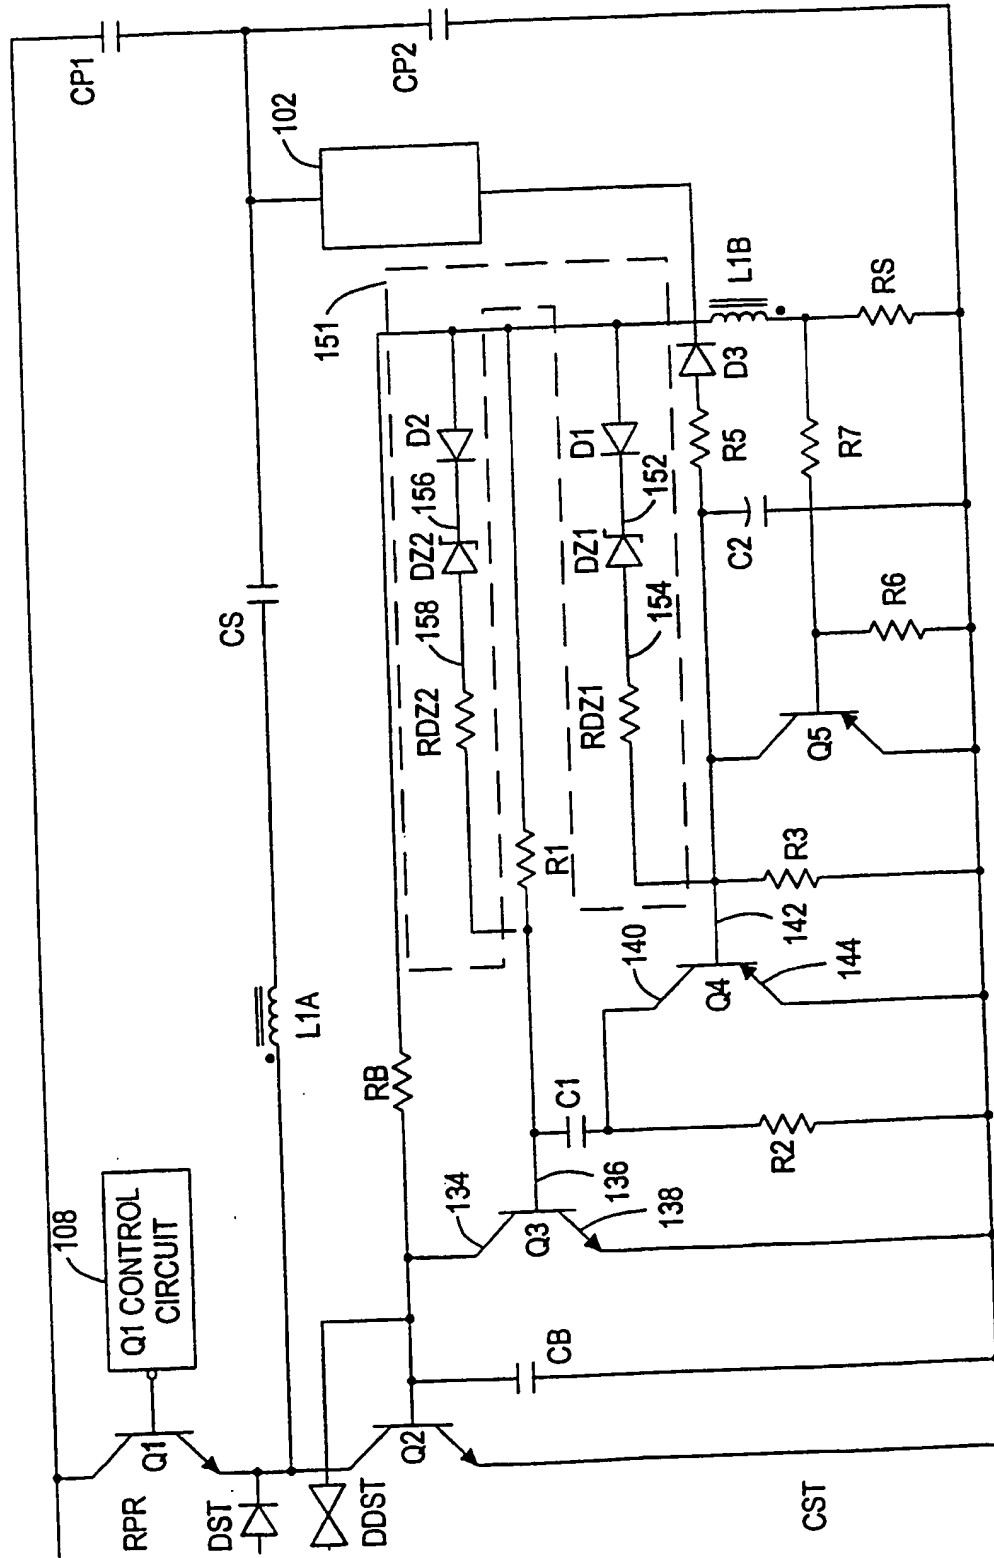 CP1
CP2
102
CS
151
L1A
108
Q1 CONTROL
CIRCUIT
Q1
RPR
DST
DDST
Q2
CB
CST
RB
134
136
138
Q3
C1
R2
R1
D2
156
DZ2
158
RDZ2
D1
152
DZ1
154
RDZ1
L1B
RS
D3
R5
R7
C2
R6
Q5
R3
140
142
144
Q4